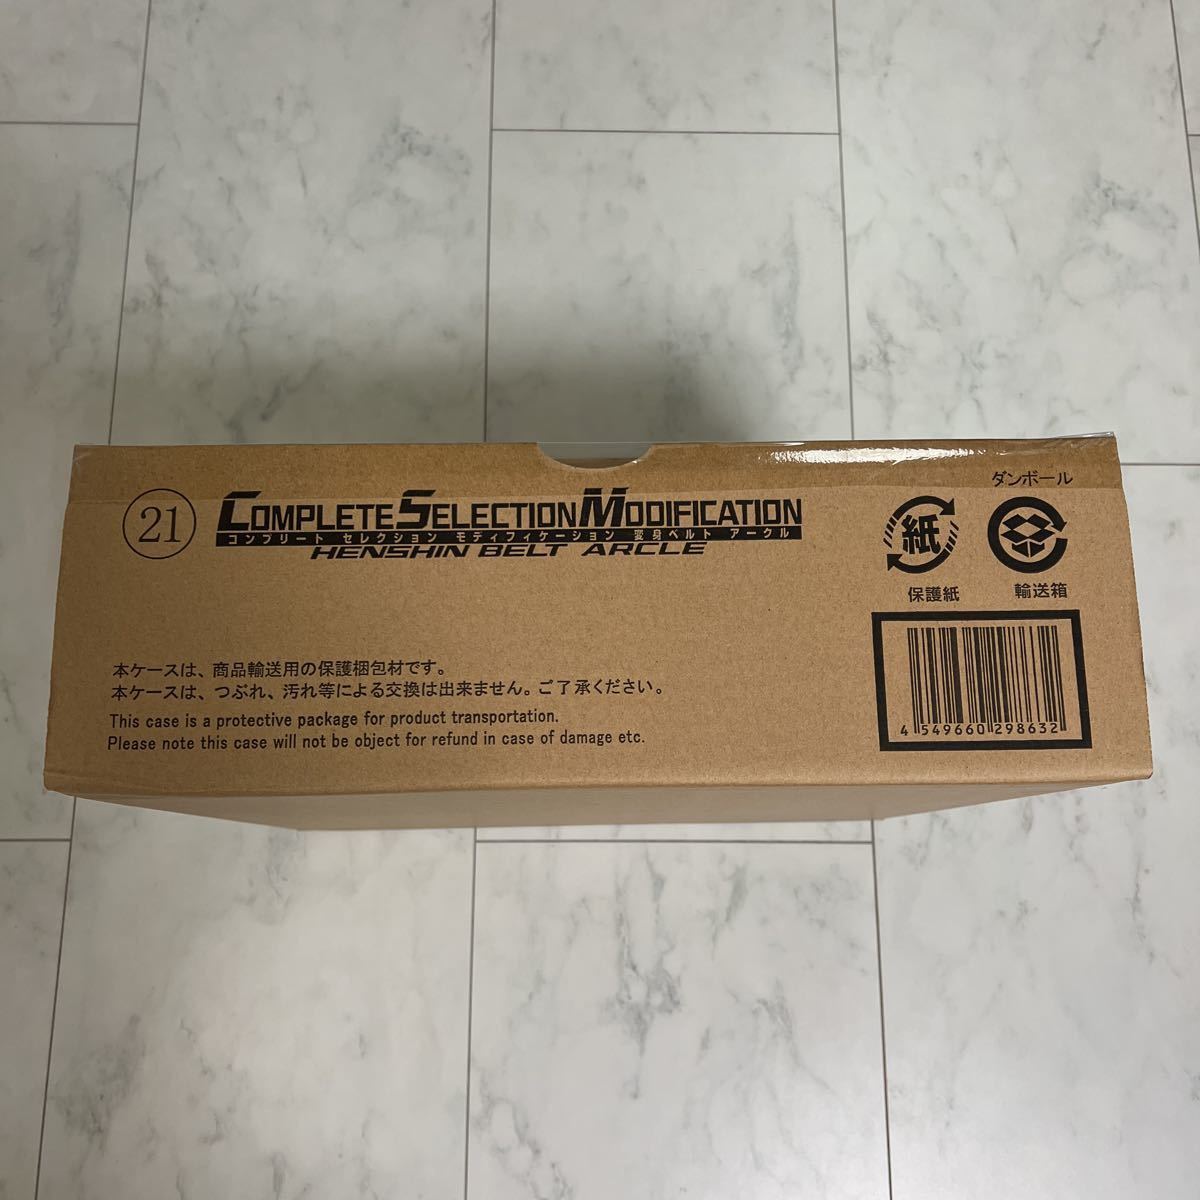 21
COMPLETE SELECTION MODIFICATION
コンプリート セレクション モディフィケーション 変身ベルト アークル
HENSHIN BELT ARCLE
ダンボール
紙
保護紙
輸送箱
本ケースは、商品輸送用の保護梱包材です。
本ケースは、つぶれ、汚れ等による交換は出来ません。ご了承ください。
This case is a protective package for product transportation.
Please note this case will not be object for refund in case of damage etc.
4 549660 298632